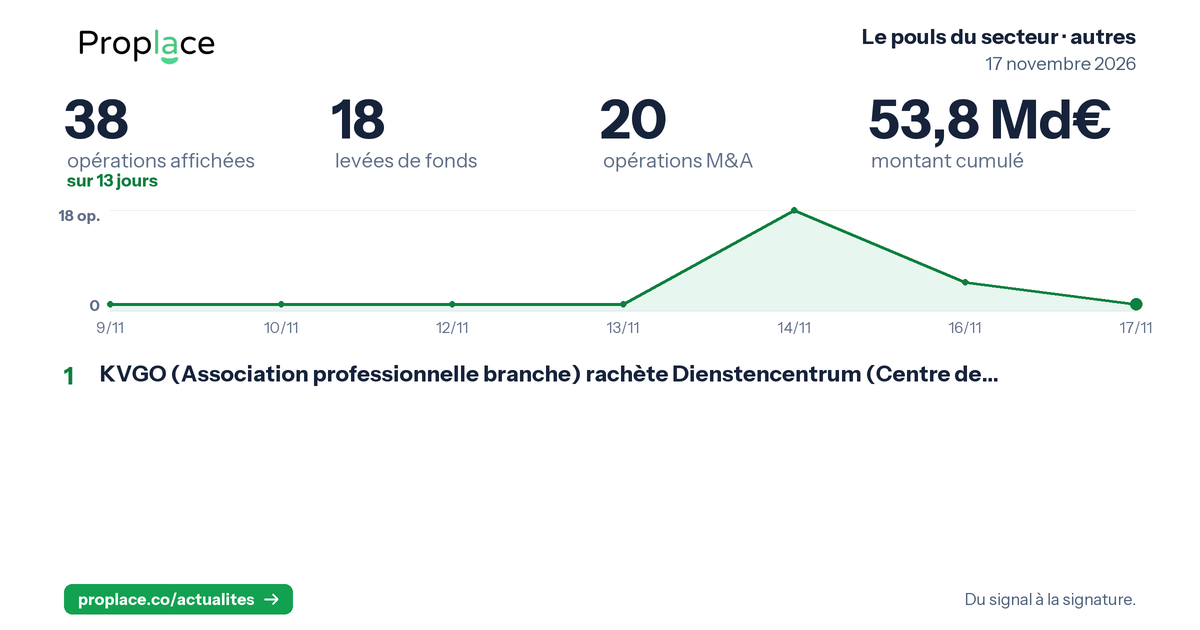 Proplace
Le pouls du secteur · autres
17 novembre 2026
38
opérations affichées
sur 13 jours
18
levées de fonds
20
opérations M&A
53,8 Md€
montant cumulé
18 op.
0
9/11
10/11
12/11
13/11
14/11
16/11
17/11
1 KVGO (Association professionnelle branche) rachète Dienstencentrum (Centre de...
proplace.co/actualites →
Du signal à la signature.